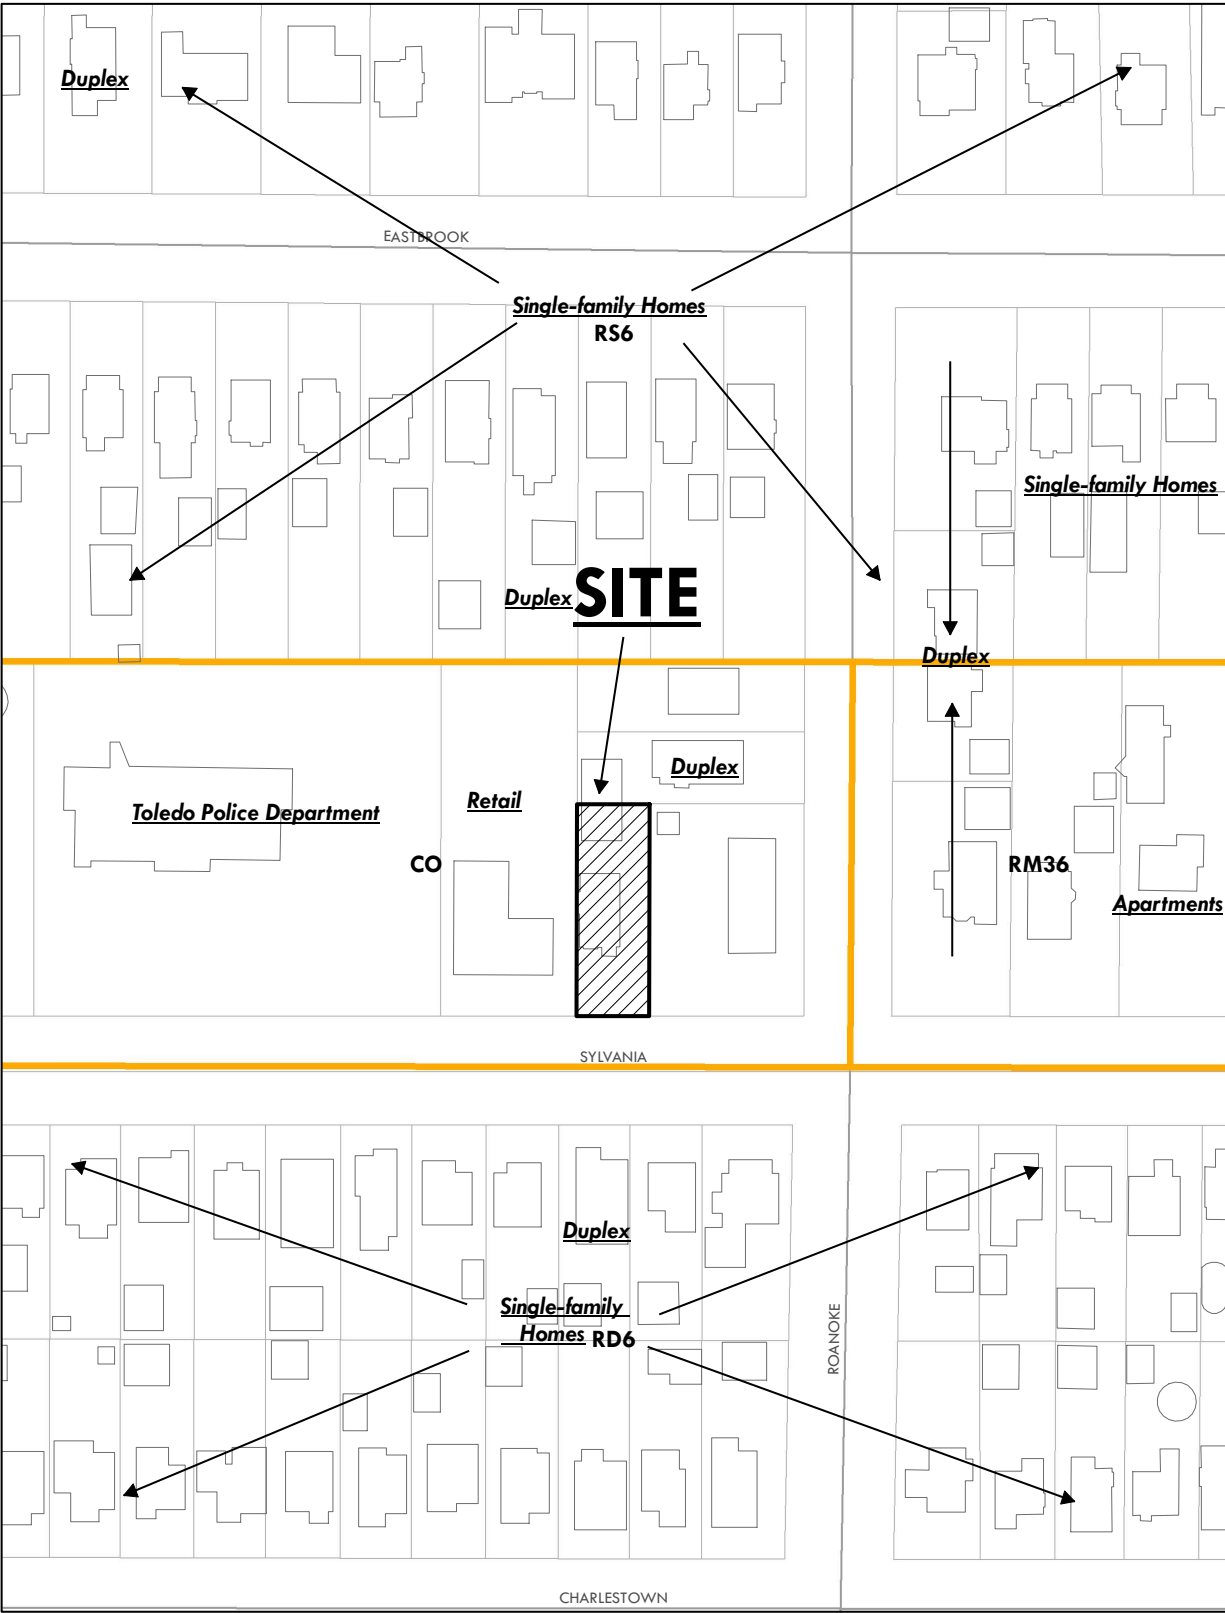 Duplex
EASTBROOK
Single-family Homes
RS6
Single-family Homes
Duplex
SITE
Duplex
Duplex
Toledo Police Department
Retail
CO
RM36
Apartments
SYLVANIA
Duplex
Single-family
Homes RD6
ROANOKE
CHARLESTOWN